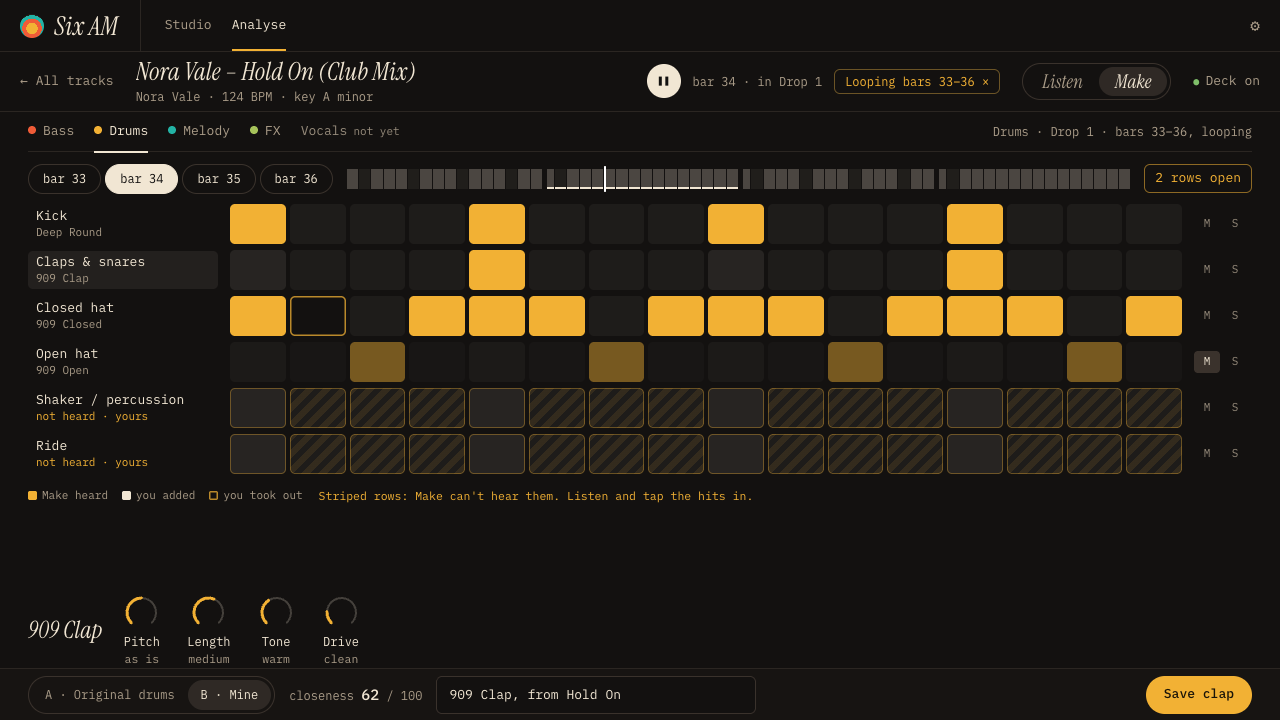 Six AM
Studio
Analyse
← All tracks
Nora Vale – Hold On (Club Mix)
Nora Vale · 124 BPM · key A minor
bar 34 · in Drop 1
Looping bars 33–36 ×
Listen
Make
Deck on
Bass
Drums
Melody
FX
Vocals not yet
Drums · Drop 1 · bars 33–36, looping
bar 33
bar 34
bar 35
bar 36
2 rows open
Kick
Deep Round
M S
Claps & snares
909 Clap
M S
Closed hat
909 Closed
M S
Open hat
909 Open
M S
Shaker / percussion
not heard · yours
M S
Ride
not heard · yours
M S
Make heard
you added
you took out
Striped rows: Make can't hear them. Listen and tap the hits in.
909 Clap
Pitch
as is
Length
medium
Tone
warm
Drive
clean
A · Original drums
B · Mine
closeness 62 / 100
909 Clap, from Hold On
Save clap